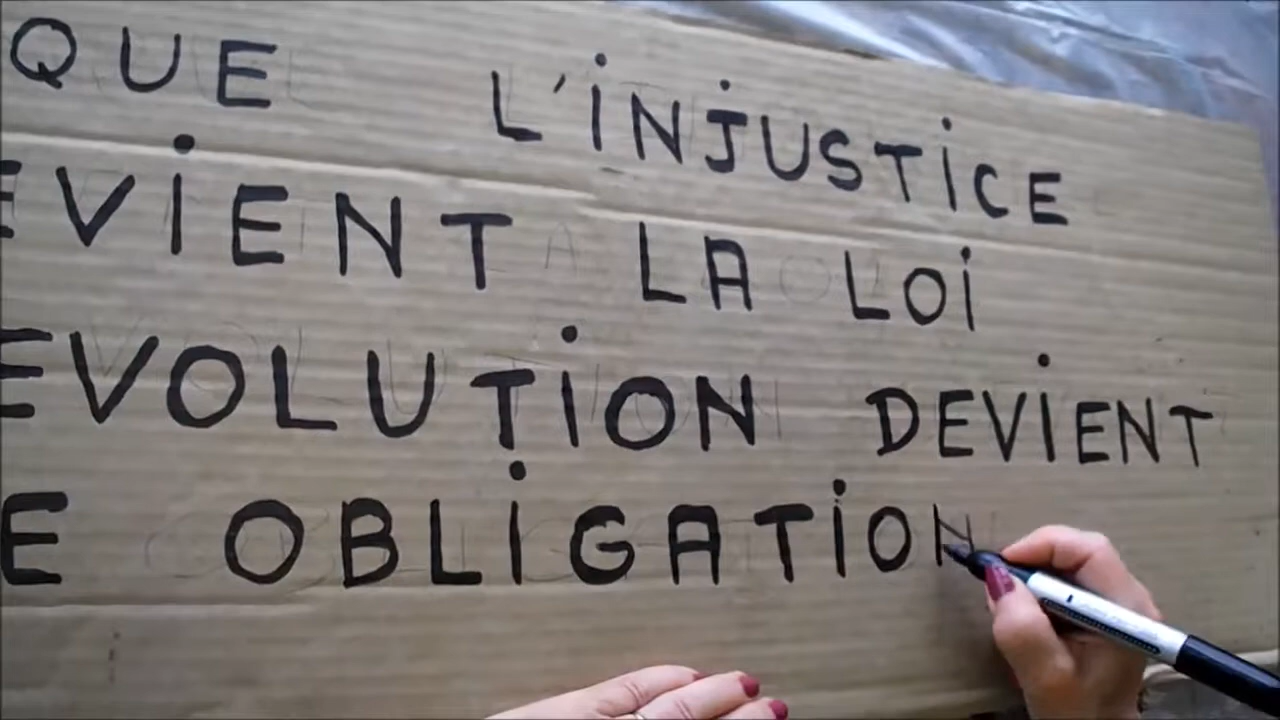 QUE L'INJUSTICE
EVIENT LA LOI
EVOLUTION DEVIENT
E OBLIGATION